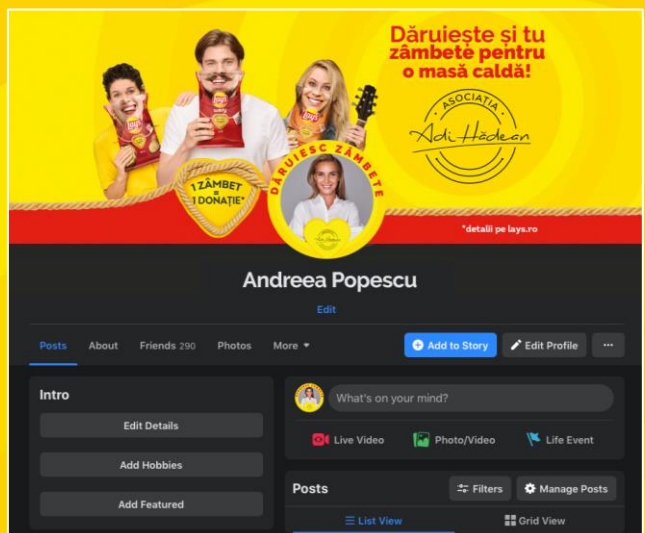 Dăruiește și tu
zâmbete pentru
o masă caldă!
ASOCIAȚIA
Adi Hădean
Lay's
Lay's
Lay's
DĂRUIESC ZÂMBETE
1 ZÂMBET
=
1 DONAȚIE*
*detalii pe lays.ro
Andreea Popescu
Edit
Posts About Friends 290 Photos More
Add to Story Edit Profile ...
Intro
Edit Details
Add Hobbies
Add Featured
What's on your mind?
Live Video Photo/Video Life Event
Posts Filters Manage Posts
List View Grid View